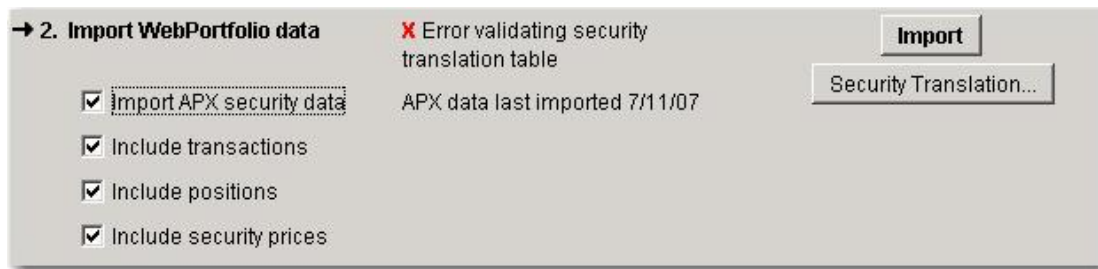 → 2. Import WebPortfolio data
X Error validating security
translation table
Import
Import APX security data
APX data last imported 7/11/07
Security Translation...
Include transactions
Include positions
Include security prices